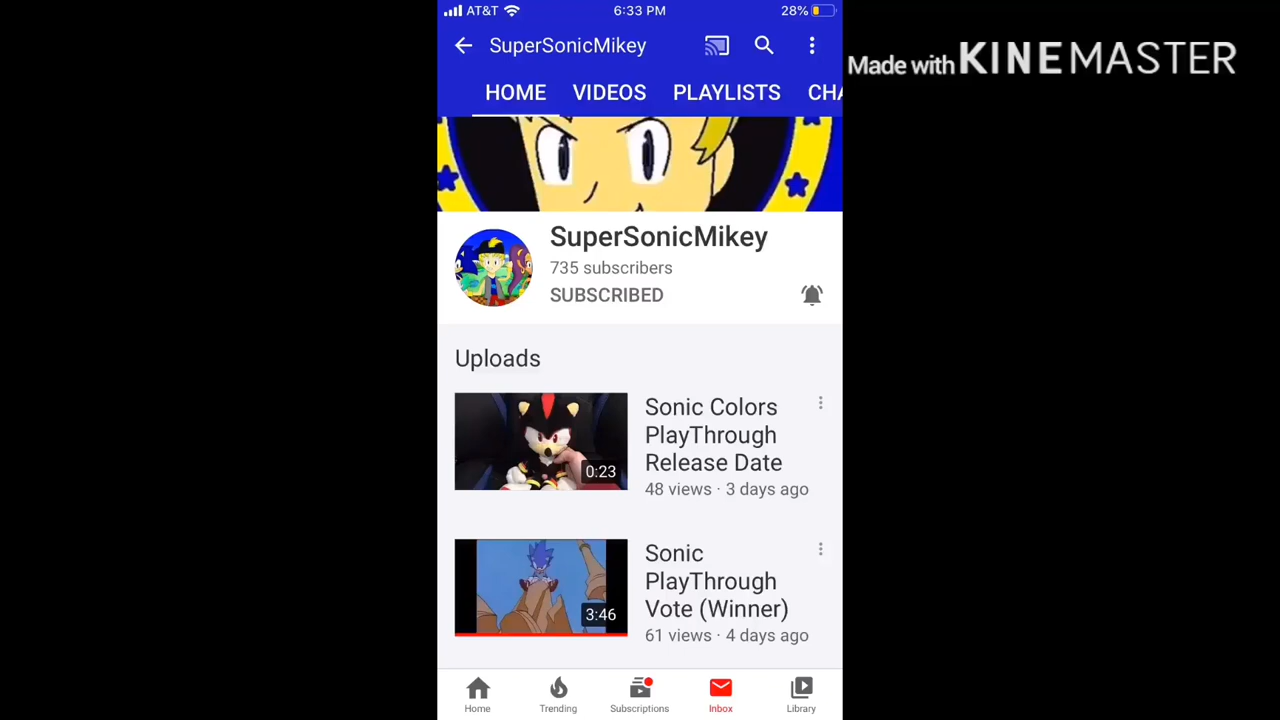 AT&T 6:33 PM 28%
SuperSonicMikey
HOME VIDEOS PLAYLISTS CHA
Made with KINEMASTER
SuperSonicMikey
735 subscribers
SUBSCRIBED
Uploads
Sonic Colors
PlayThrough
Release Date
0:23
48 views · 3 days ago
Sonic
PlayThrough
Vote (Winner)
3:46
61 views · 4 days ago
Home Trending Subscriptions Inbox Library